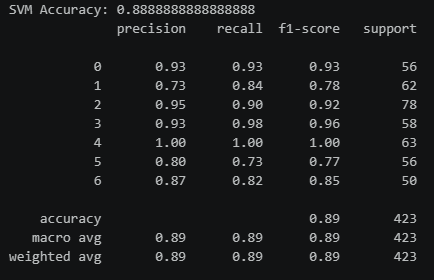 SVM Accuracy: 0.8888888888888888
precision recall f1-score support
0 0.93 0.93 0.93 56
1 0.73 0.84 0.78 62
2 0.95 0.90 0.92 78
3 0.93 0.98 0.96 58
4 1.00 1.00 1.00 63
5 0.80 0.73 0.77 56
6 0.87 0.82 0.85 50
accuracy 0.89 423
macro avg 0.89 0.89 0.89 423
weighted avg 0.89 0.89 0.89 423